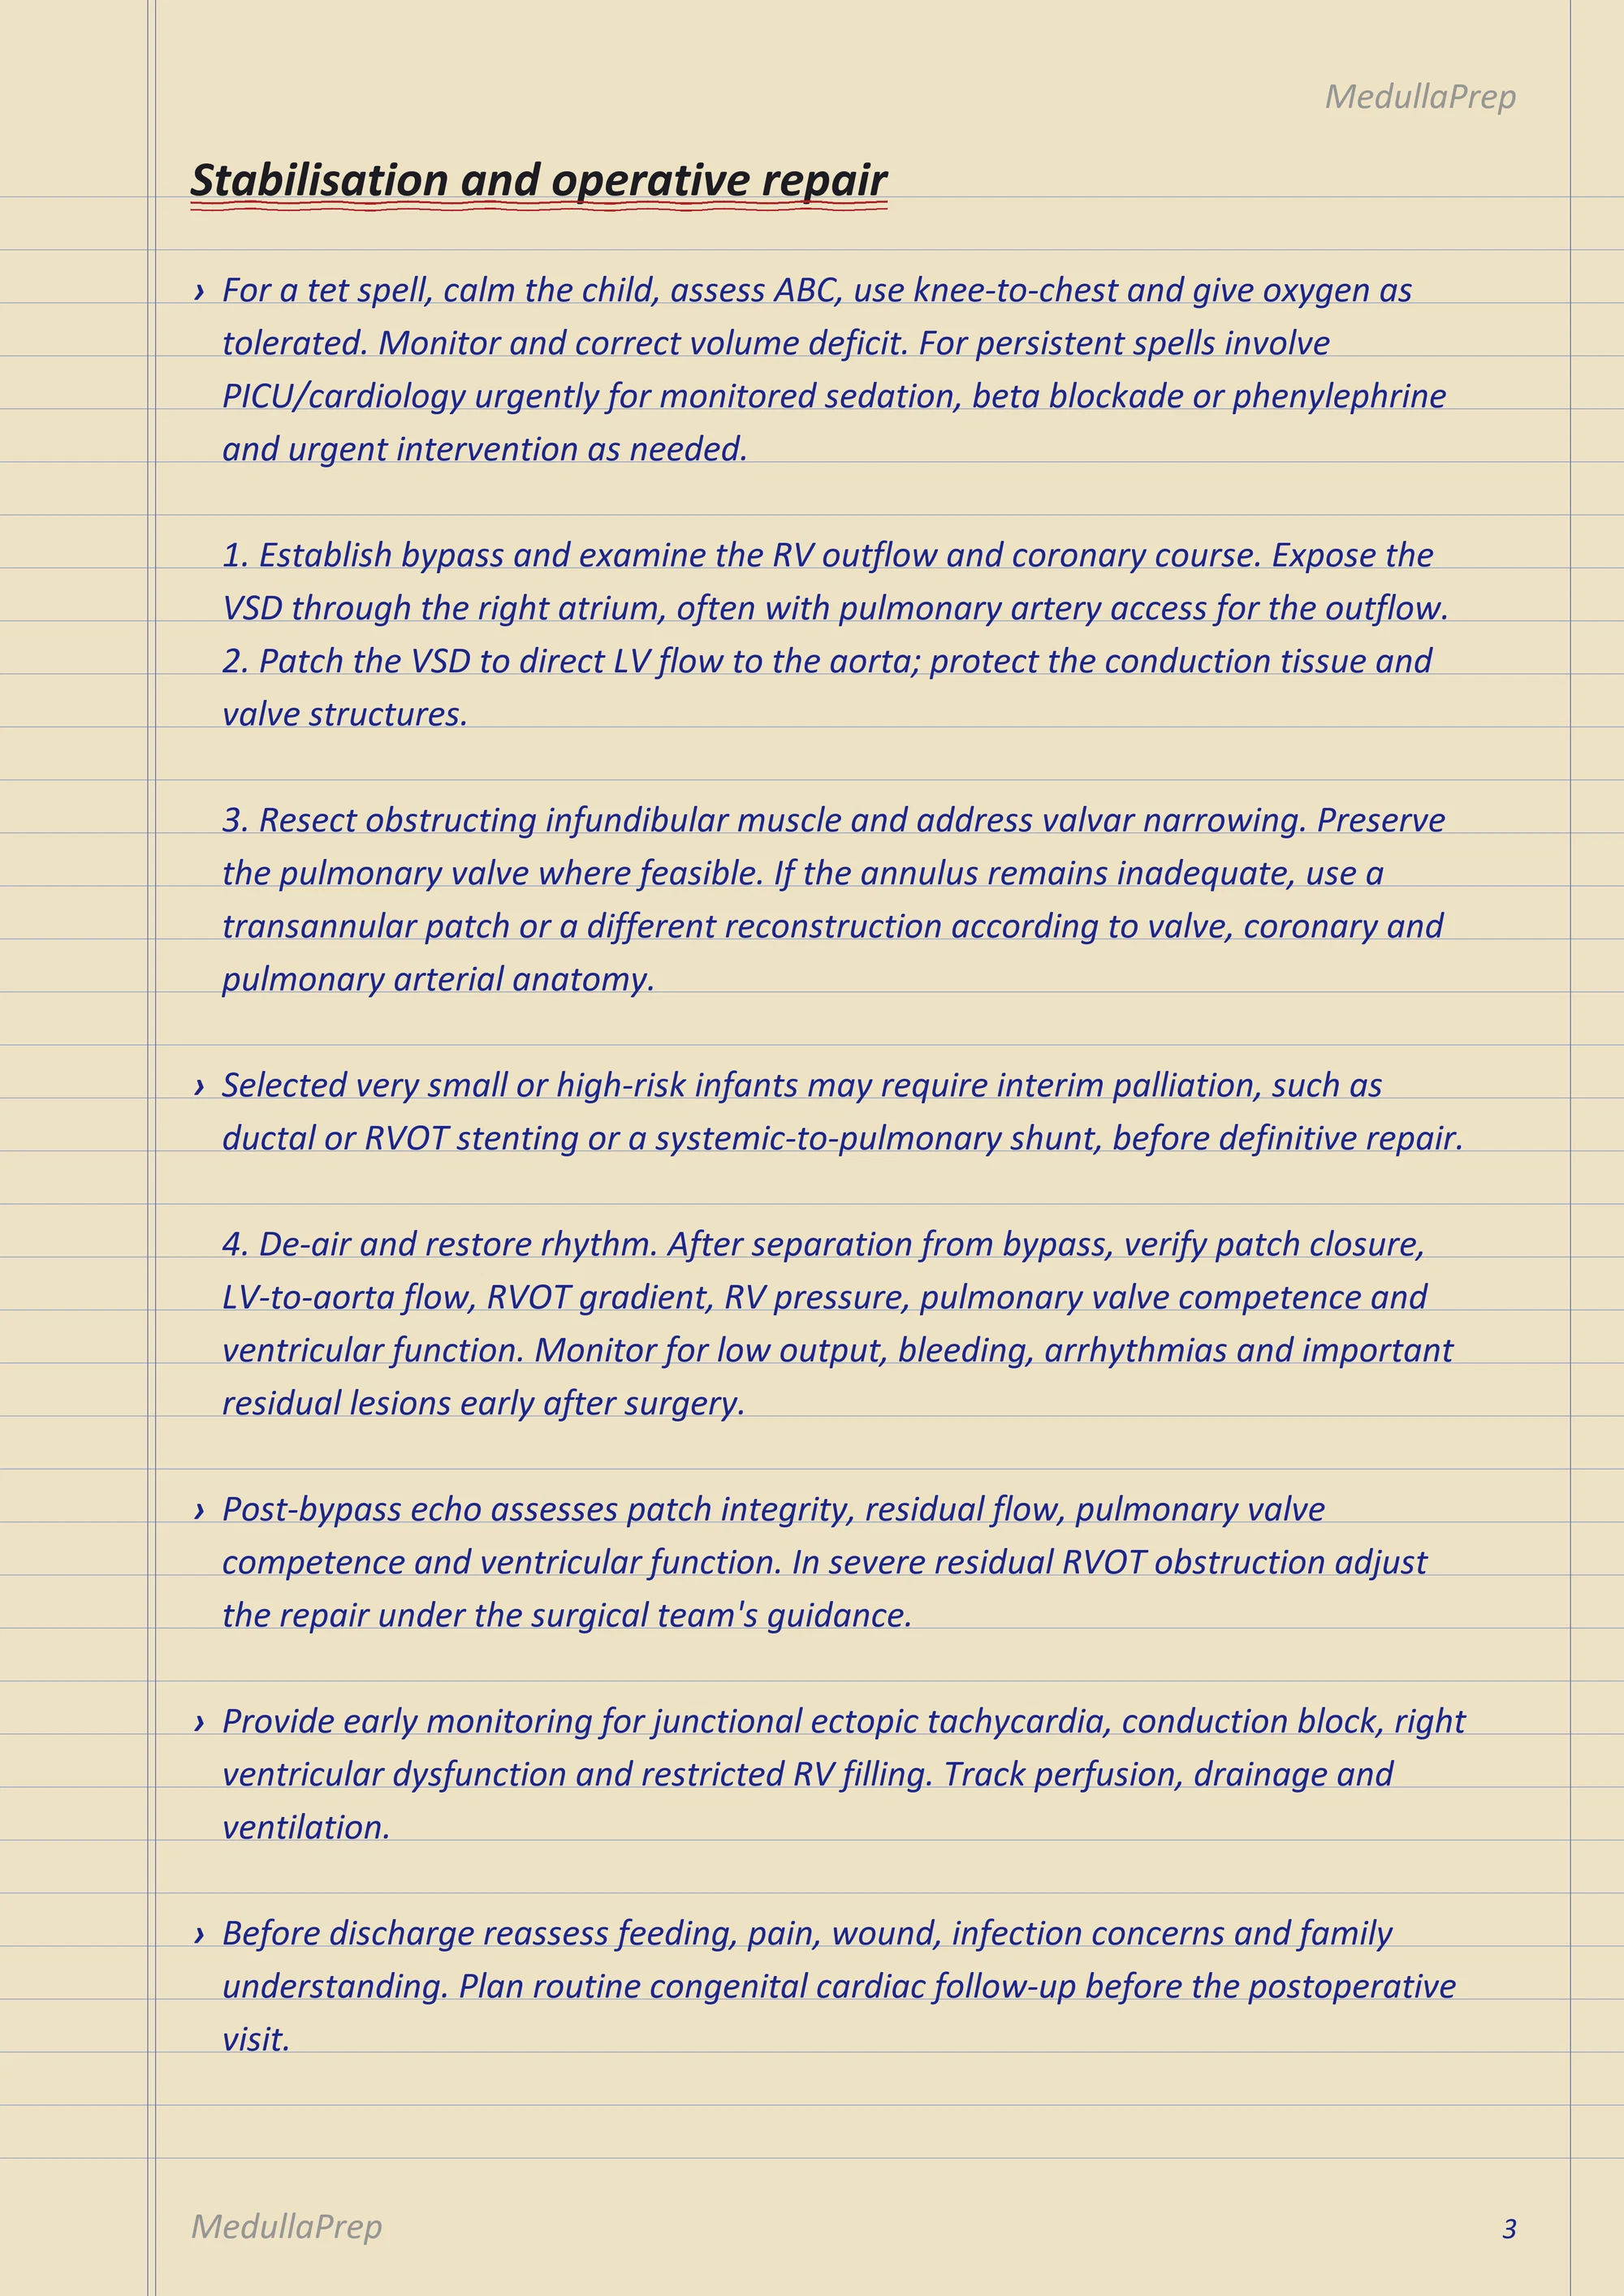 MedullaPrep
Stabilisation and operative repair
› For a tet spell, calm the child, assess ABC, use knee-to-chest and give oxygen as
tolerated. Monitor and correct volume deficit. For persistent spells involve
PICU/cardiology urgently for monitored sedation, beta blockade or phenylephrine
and urgent intervention as needed.
1. Establish bypass and examine the RV outflow and coronary course. Expose the
VSD through the right atrium, often with pulmonary artery access for the outflow.
2. Patch the VSD to direct LV flow to the aorta; protect the conduction tissue and
valve structures.
3. Resect obstructing infundibular muscle and address valvar narrowing. Preserve
the pulmonary valve where feasible. If the annulus remains inadequate, use a
transannular patch or a different reconstruction according to valve, coronary and
pulmonary arterial anatomy.
› Selected very small or high-risk infants may require interim palliation, such as
ductal or RVOT stenting or a systemic-to-pulmonary shunt, before definitive repair.
4. De-air and restore rhythm. After separation from bypass, verify patch closure,
LV-to-aorta flow, RVOT gradient, RV pressure, pulmonary valve competence and
ventricular function. Monitor for low output, bleeding, arrhythmias and important
residual lesions early after surgery.
› Post-bypass echo assesses patch integrity, residual flow, pulmonary valve
competence and ventricular function. In severe residual RVOT obstruction adjust
the repair under the surgical team's guidance.
› Provide early monitoring for junctional ectopic tachycardia, conduction block, right
ventricular dysfunction and restricted RV filling. Track perfusion, drainage and
ventilation.
› Before discharge reassess feeding, pain, wound, infection concerns and family
understanding. Plan routine congenital cardiac follow-up before the postoperative
visit.
MedullaPrep
3